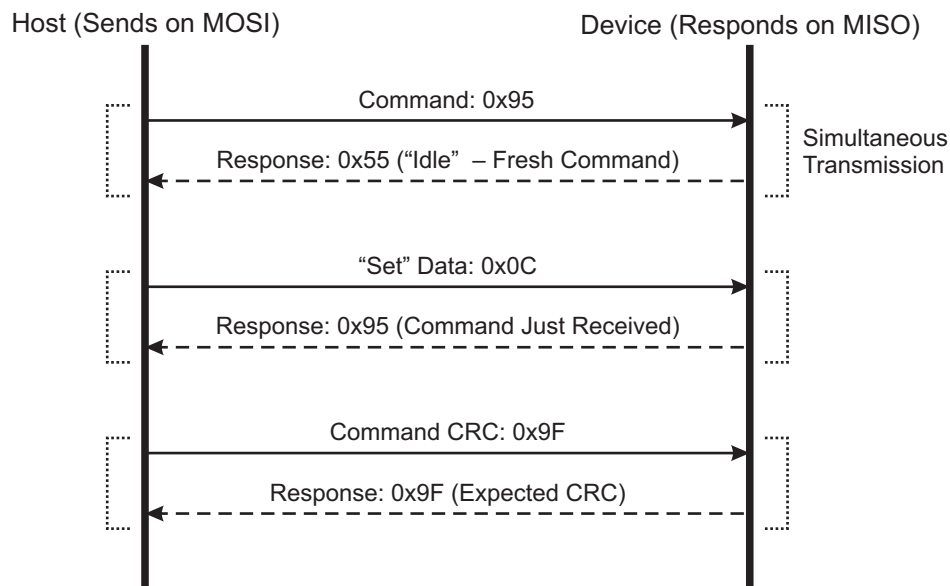 Host (Sends on MOSI)
Device (Responds on MISO)
Command: 0x95
Response: 0x55 (“Idle” – Fresh Command)
Simultaneous
Transmission
“Set” Data: 0x0C
Response: 0x95 (Command Just Received)
Command CRC: 0x9F
Response: 0x9F (Expected CRC)